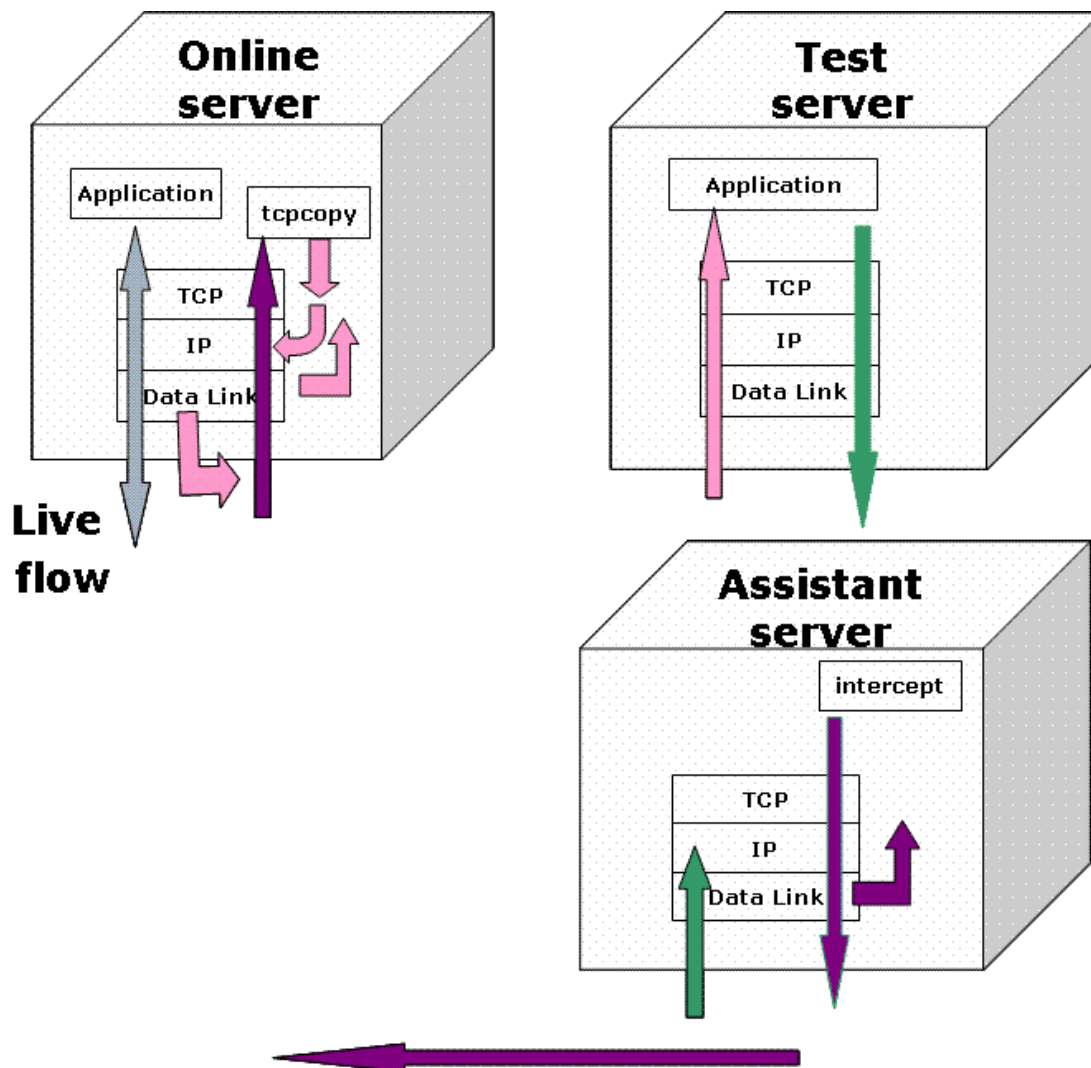 Online
server
Application
tcpcopy
TCP
IP
Data Link
Live
flow
Test
server
Application
TCP
IP
Data Link
Assistant
server
intercept
TCP
IP
Data Link